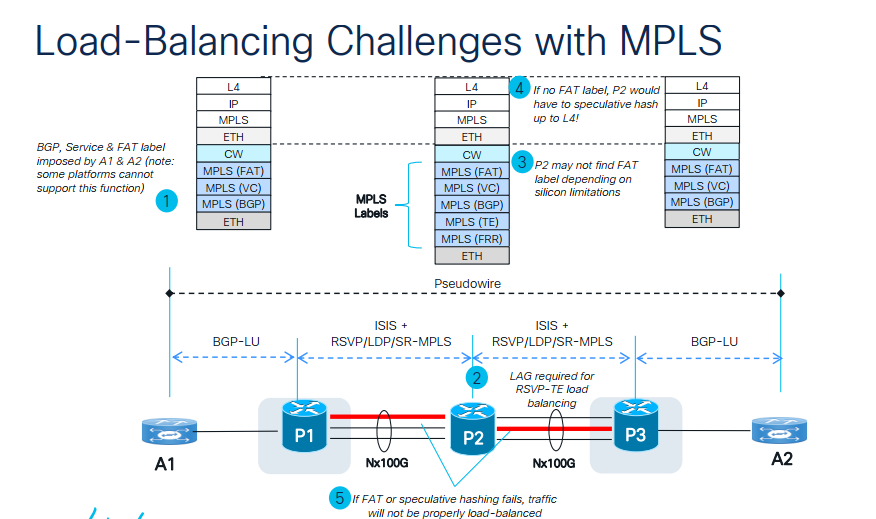 Load-Balancing Challenges with MPLS
L4
IP
MPLS
ETH
CW
MPLS (FAT)
MPLS (VC)
MPLS (BGP)
ETH
BGP, Service & FAT label
imposed by A1 & A2 (note:
some platforms cannot
support this function)
1
L4
IP
MPLS
ETH
CW
MPLS (FAT)
MPLS (VC)
MPLS (BGP)
MPLS (TE)
MPLS (FRR)
ETH
MPLS
Labels
4
If no FAT label, P2 would
have to speculative hash
up to L4!
3
P2 may not find FAT
label depending on
silicon limitations
L4
IP
MPLS
ETH
CW
MPLS (FAT)
MPLS (VC)
MPLS (BGP)
ETH
Pseudowire
BGP-LU
ISIS +
RSVP/LDP/SR-MPLS
ISIS +
RSVP/LDP/SR-MPLS
BGP-LU
2
LAG required for
RSVP-TE load
balancing
A1
P1
Nx100G
P2
Nx100G
P3
A2
5
If FAT or speculative hashing fails, traffic
will not be properly load-balanced